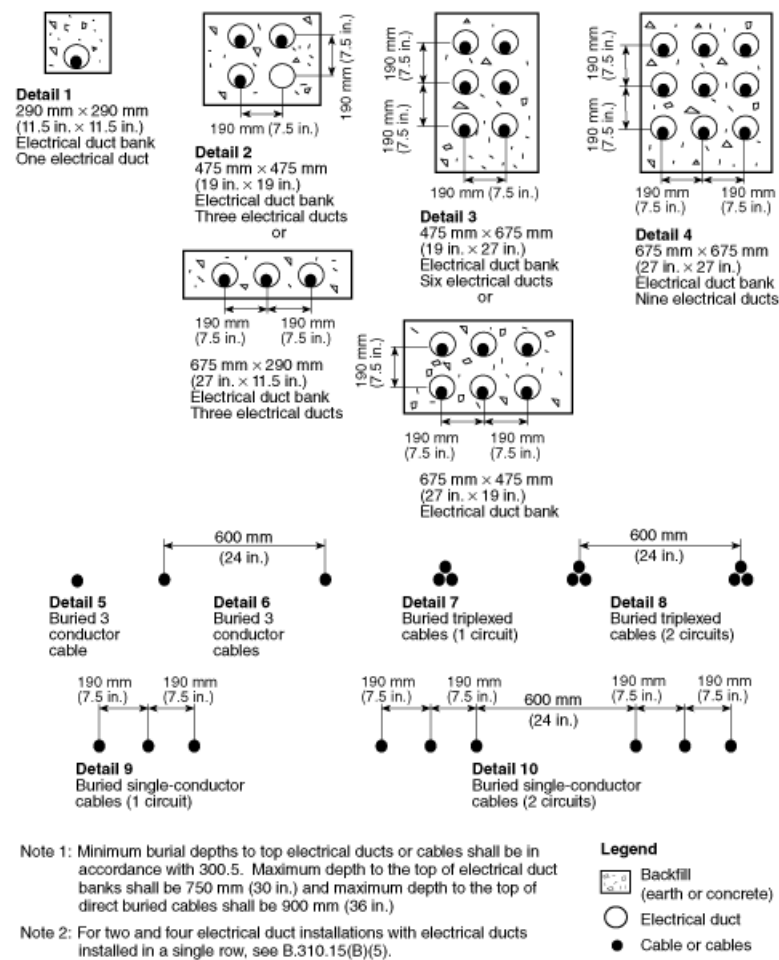 Detail 1
290 mm × 290 mm
(11.5 in. × 11.5 in.)
Electrical duct bank
One electrical duct
190 mm
(7.5 in.)
190 mm (7.5 in.)
Detail 2
475 mm × 475 mm
(19 in. × 19 in.)
Electrical duct bank
Three electrical ducts
or
190 mm
(7.5 in.)
190 mm
(7.5 in.)
675 mm × 290 mm
(27 in. × 11.5 in.)
Electrical duct bank
Three electrical ducts
190 mm
(7.5 in.)
190 mm
(7.5 in.)
190 mm (7.5 in.)
Detail 3
475 mm × 675 mm
(19 in. × 27 in.)
Electrical duct bank
Six electrical ducts
or
190 mm
(7.5 in.)
190 mm
(7.5 in.)
190 mm
(7.5 in.)
675 mm × 475 mm
(27 in. × 19 in.)
Electrical duct bank
190 mm
(7.5 in.)
190 mm
(7.5 in.)
190 mm
(7.5 in.)
190 mm
(7.5 in.)
Detail 4
675 mm × 675 mm
(27 in. × 27 in.)
Electrical duct bank
Nine electrical ducts
Detail 5
Buried 3
conductor
cable
600 mm
(24 in.)
Detail 6
Buried 3
conductor
cables
Detail 7
Buried triplexed
cables (1 circuit)
600 mm
(24 in.)
Detail 8
Buried triplexed
cables (2 circuits)
190 mm
(7.5 in.)
190 mm
(7.5 in.)
Detail 9
Buried single-conductor
cables (1 circuit)
190 mm
(7.5 in.)
190 mm
(7.5 in.)
600 mm
(24 in.)
190 mm
(7.5 in.)
190 mm
(7.5 in.)
Detail 10
Buried single-conductor
cables (2 circuits)
Note 1: Minimum burial depths to top electrical ducts or cables shall be in
accordance with 300.5. Maximum depth to the top of electrical duct
banks shall be 750 mm (30 in.) and maximum depth to the top of
direct buried cables shall be 900 mm (36 in.)
Note 2: For two and four electrical duct installations with electrical ducts
installed in a single row, see B.310.15(B)(5).
Legend
Backfill
(earth or concrete)
Electrical duct
Cable or cables